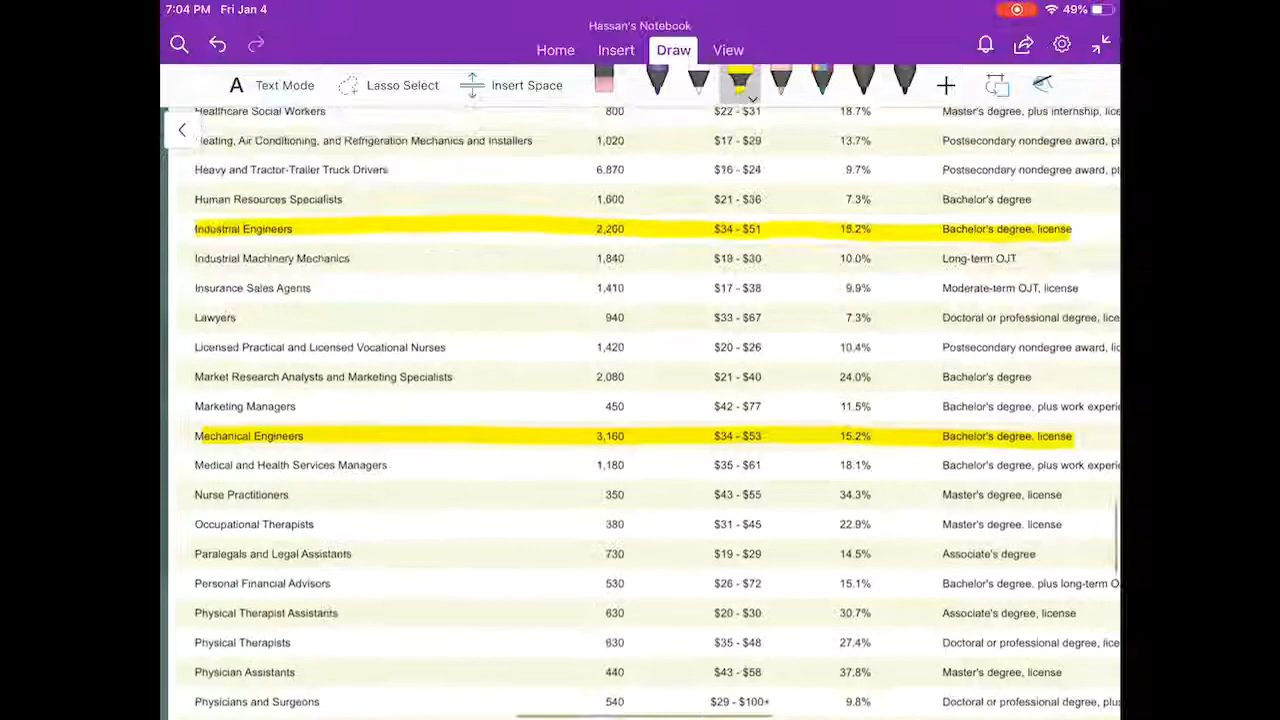 7:04 PM Fri Jan 4 49%
Hassan's Notebook
Home Insert Draw View
A Text Mode Lasso Select Insert Space
Healthcare Social Workers 800 $22 - $31 18.7% Master's degree, plus internship, lice
Heating, Air Conditioning, and Refrigeration Mechanics and Installers 1,020 $17 - $29 13.7% Postsecondary nondegree award, pl
Heavy and Tractor-Trailer Truck Drivers 6,870 $16 - $24 9.7% Postsecondary nondegree award, p
Human Resources Specialists 1,600 $21 - $36 7.3% Bachelor's degree
Industrial Engineers 2,260 $34 - $51 15.2% Bachelor's degree, license
Industrial Machinery Mechanics 1,840 $19 - $30 10.0% Long-term OJT
Insurance Sales Agents 1,410 $17 - $38 9.9% Moderate-term OJT, license
Lawyers 940 $33 - $67 7.3% Doctoral or professional degree, lice
Licensed Practical and Licensed Vocational Nurses 1,420 $20 - $26 10.4% Postsecondary nondegree award, lic
Market Research Analysts and Marketing Specialists 2,080 $21 - $40 24.0% Bachelor's degree
Marketing Managers 450 $42 - $77 11.5% Bachelor's degree, plus work experie
Mechanical Engineers 3,160 $34 - $53 15.2% Bachelor's degree, license
Medical and Health Services Managers 1,180 $35 - $61 18.1% Bachelor's degree, plus work experie
Nurse Practitioners 350 $43 - $55 34.3% Master's degree, license
Occupational Therapists 380 $31 - $45 22.9% Master's degree, license
Paralegals and Legal Assistants 730 $19 - $29 14.5% Associate's degree
Personal Financial Advisors 530 $26 - $72 15.1% Bachelor's degree, plus long-term O
Physical Therapist Assistants 630 $20 - $30 30.7% Associate's degree, license
Physical Therapists 630 $35 - $48 27.4% Doctoral or professional degree, lice
Physician Assistants 440 $43 - $58 37.8% Master's degree, license
Physicians and Surgeons 540 $29 - $100+ 9.8% Doctoral or professional degree, plus